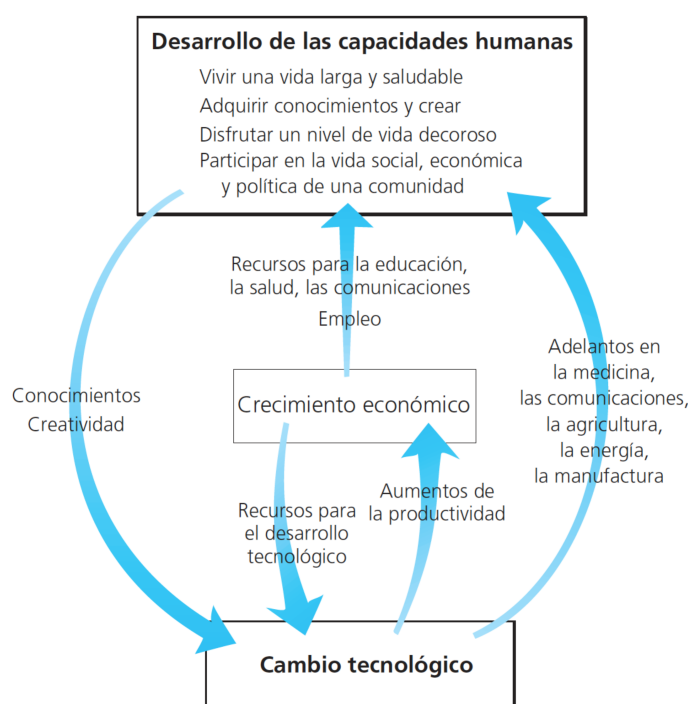 Desarrollo de las capacidades humanas
Vivir una vida larga y saludable
Adquirir conocimientos y crear
Disfrutar un nivel de vida decoroso
Participar en la vida social, económica
y política de una comunidad
Recursos para la educación,
la salud, las comunicaciones
Empleo
Conocimientos
Creatividad
Crecimiento económico
Adelantos en
la medicina,
las comunicaciones,
la agricultura,
la energía,
la manufactura
Recursos para
el desarrollo
tecnológico
Aumentos de
la productividad
Cambio tecnológico